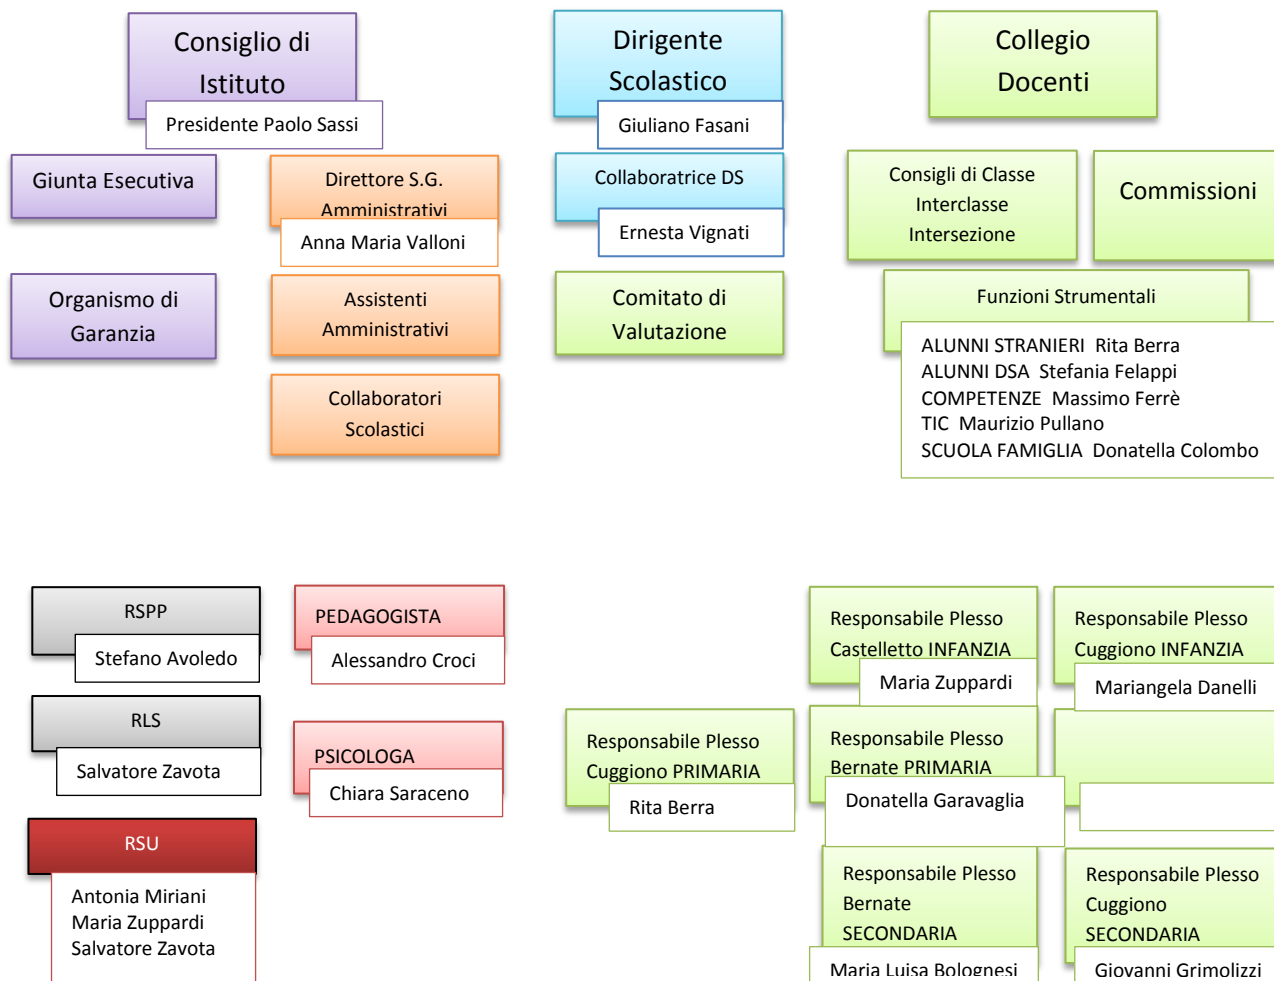 Consiglio di
Istituto
Presidente Paolo Sassi
Dirigente
Scolastico
Giuliano Fasani
Collegio
Docenti
Giunta Esecutiva
Direttore S.G.
Amministrativi
Anna Maria Valloni
Collaboratrice DS
Ernesta Vignati
Consigli di Classe
Interclasse
Intersezione
Commissioni
Organismo di
Garanzia
Assistenti
Amministrativi
Comitato di
Valutazione
Funzioni Strumentali
ALUNNI STRANIERI Rita Berra
ALUNNI DSA Stefania Felappi
COMPETENZE Massimo Ferrè
TIC Maurizio Pullano
SCUOLA FAMIGLIA Donatella Colombo
Collaboratori
Scolastici
RSPP
Stefano Avoledo
PEDAGOGISTA
Alessandro Croci
Responsabile Plesso
Castelletto INFANZIA
Maria Zuppardi
Responsabile Plesso
Cuggiono INFANZIA
Mariangela Danelli
RLS
Salvatore Zavota
PSICOLOGA
Chiara Saraceno
Responsabile Plesso
Cuggiono PRIMARIA
Rita Berra
Responsabile Plesso
Bernate PRIMARIA
Donatella Garavaglia
RSU
Antonia Miriani
Maria Zuppardi
Salvatore Zavota
Responsabile Plesso
Bernate
SECONDARIA
Maria Luisa Bolognesi
Responsabile Plesso
Cuggiono
SECONDARIA
Giovanni Grimolizzi